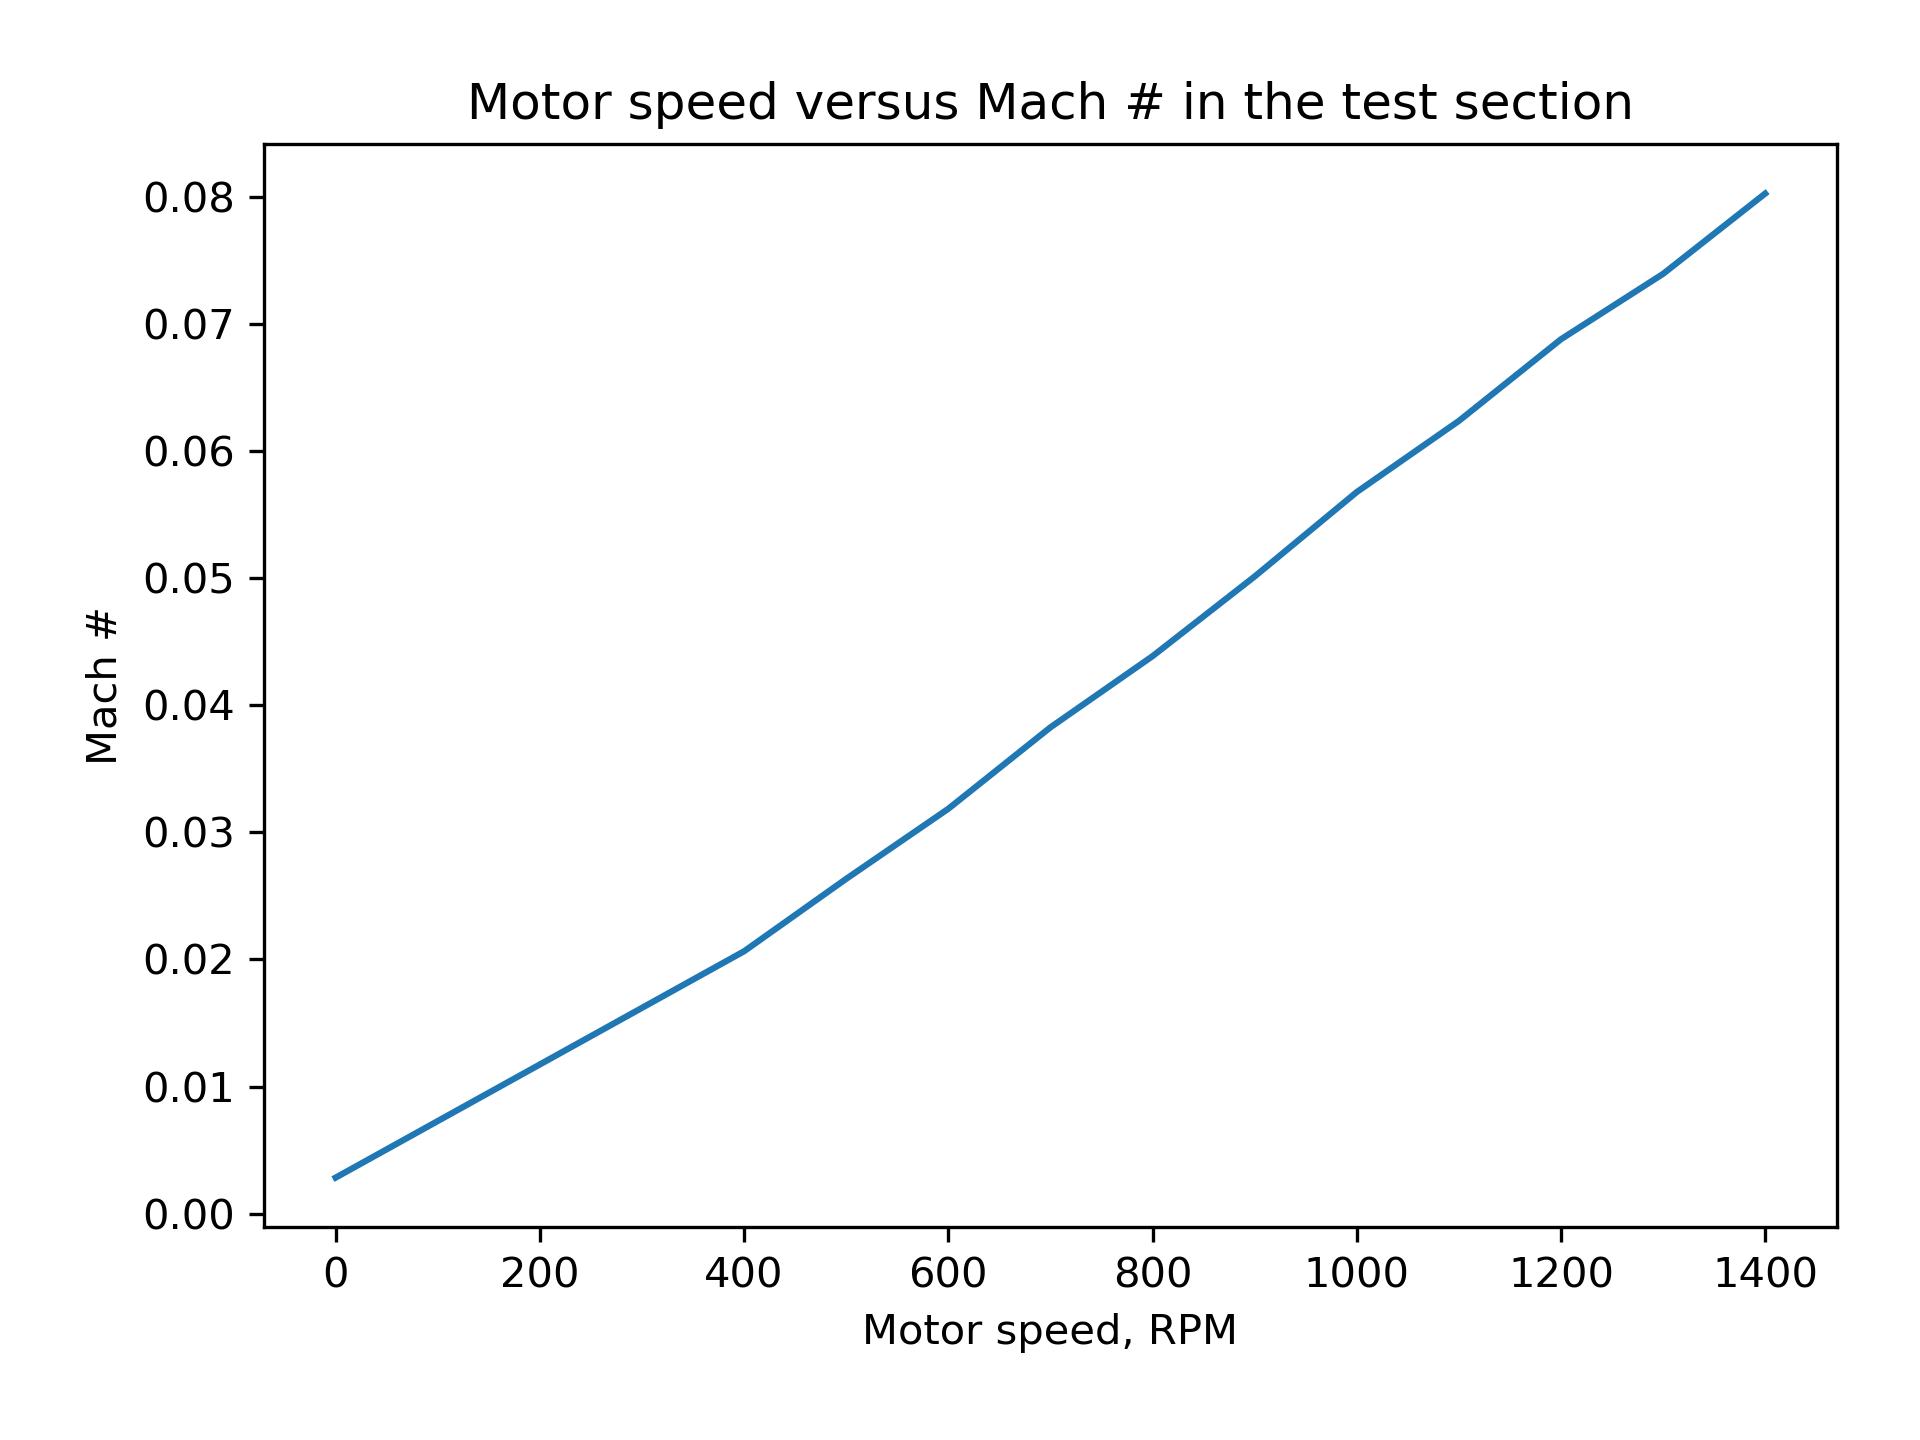 Motor speed versus Mach # in the test section
0.08
0.07
0.06
0.05
0.04
0.03
0.02
0.01
0.00
Mach #
0 200 400 600 800 1000 1200 1400
Motor speed, RPM